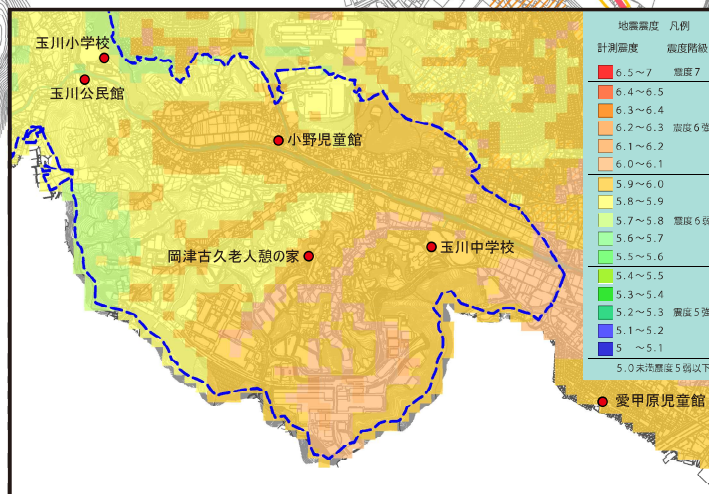 玉川小学校
玉川公民館
小野児童館
岡津古久老人憩の家
玉川中学校
愛甲原児童館
地震震度 凡例
計測震度 震度階級
6.5～7 震度7
6.4～6.5
6.3～6.4
6.2～6.3 震度6強
6.1～6.2
6.0～6.1
5.9～6.0
5.8～5.9
5.7～5.8 震度6弱
5.6～5.7
5.5～5.6
5.4～5.5
5.3～5.4
5.2～5.3 震度5強
5.1～5.2
5 ～5.1
5.0未満震度5弱以下